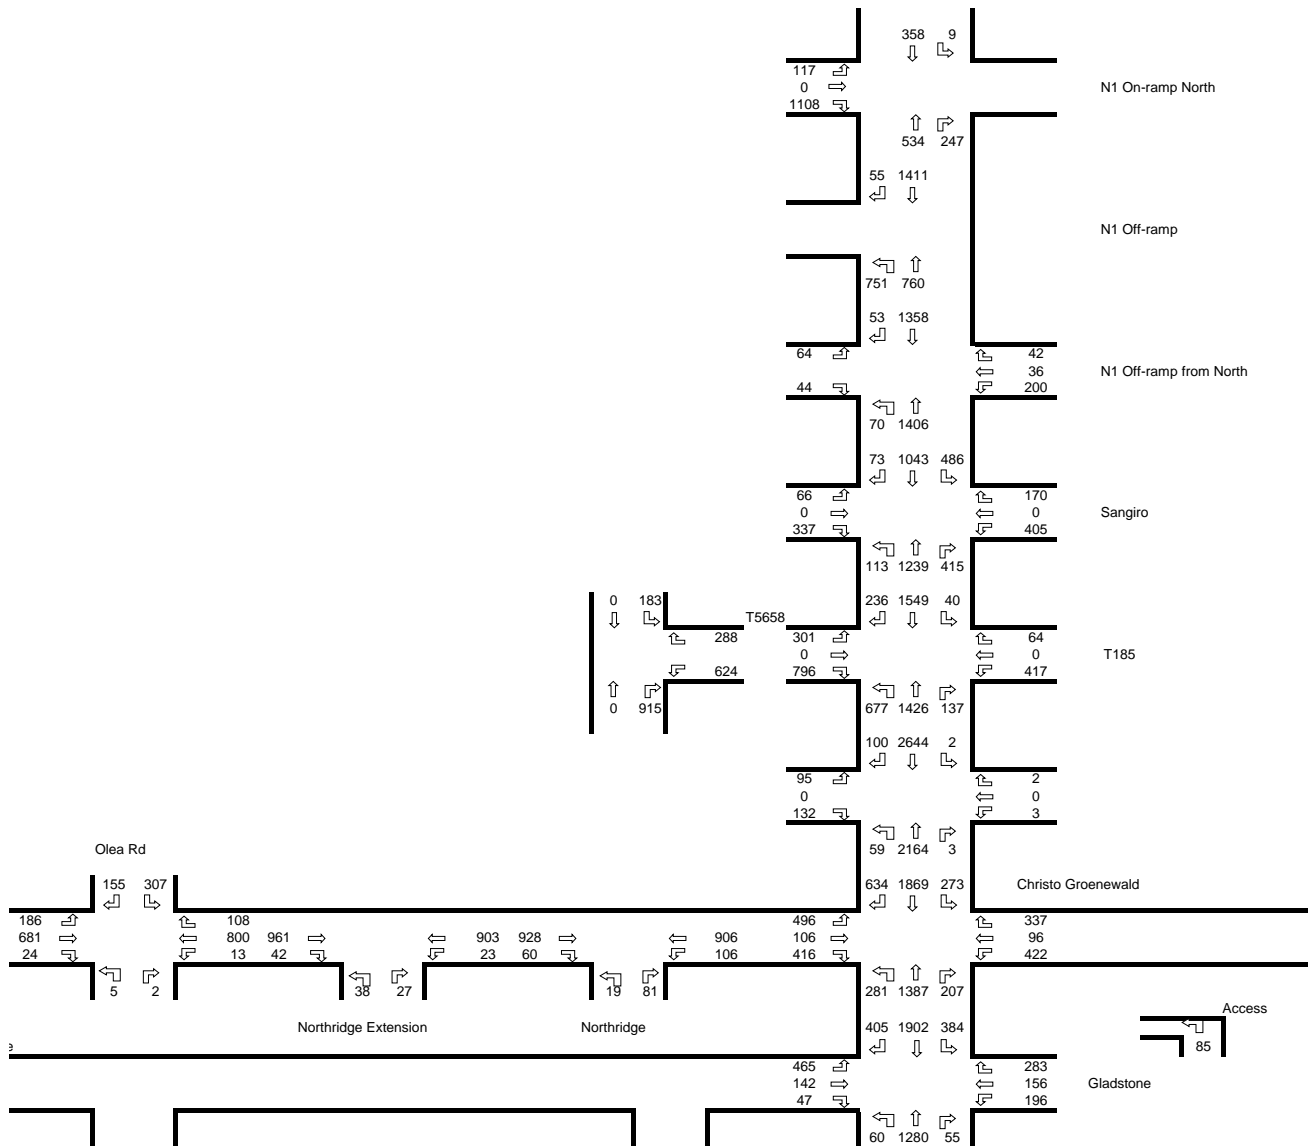 358 9
117
0 N1 On-ramp North
1108
534 247
55 1411
N1 Off-ramp
751 760
53 1358
64 42
36 N1 Off-ramp from North
44 200
70 1406
73 1043 486
66 170
0 0 Sangiro
337 405
113 1239 415
0 183 236 1549 40
T5658
288 301 64
0 0 T185
624 796 417
0 915 677 1426 137
100 2644 2
95 2
0 0
132 3
59 2164 3
Olea Rd
155 307 634 1869 273 Christo Groenewald
186 108 496 337
681 800 961 903 928 906 106 96
24 13 42 23 60 106 416 422
5 2 38 27 19 81 281 1387 207
Access
Northridge Extension Northridge
405 1902 384
e 85
465 283
142 156 Gladstone
47 196
60 1280 55